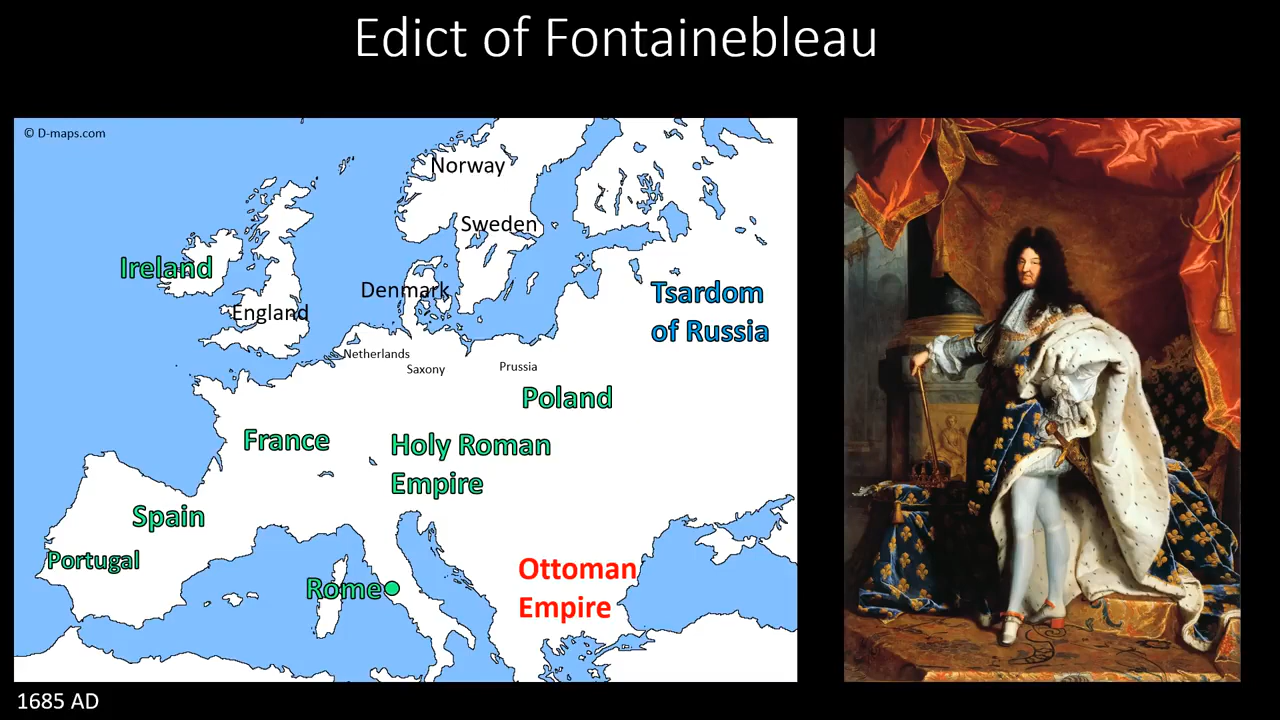 Edict of Fontainebleau
© D-maps.com
Norway
Sweden
Ireland
Denmark
England
Tsardom
of Russia
Netherlands
Saxony
Prussia
Poland
France
Holy Roman
Empire
Spain
Portugal
Rome
Ottoman
Empire
1685 AD